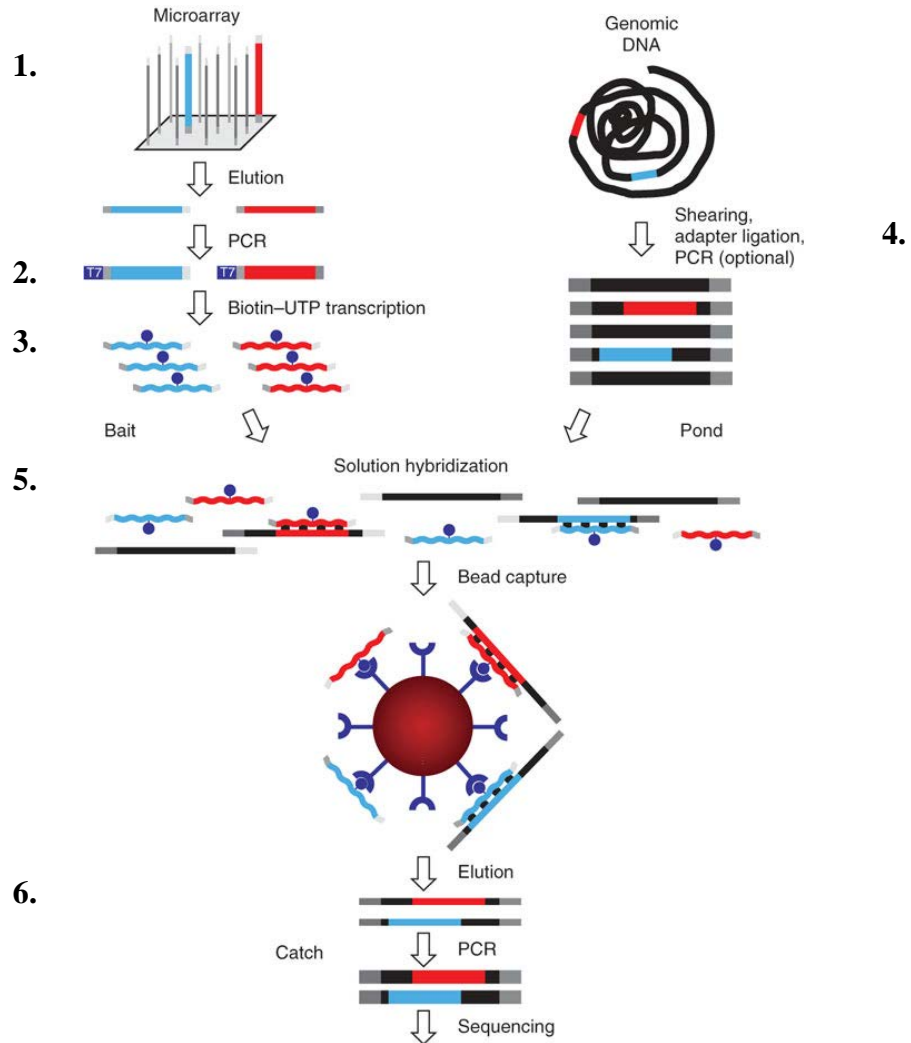 Microarray
Genomic
DNA
1.
Elution
Shearing,
adapter ligation,
PCR (optional)
4.
PCR
2.
T7
T7
Biotin–UTP transcription
3.
Bait
Pond
Solution hybridization
5.
Bead capture
Elution
6.
Catch
PCR
Sequencing